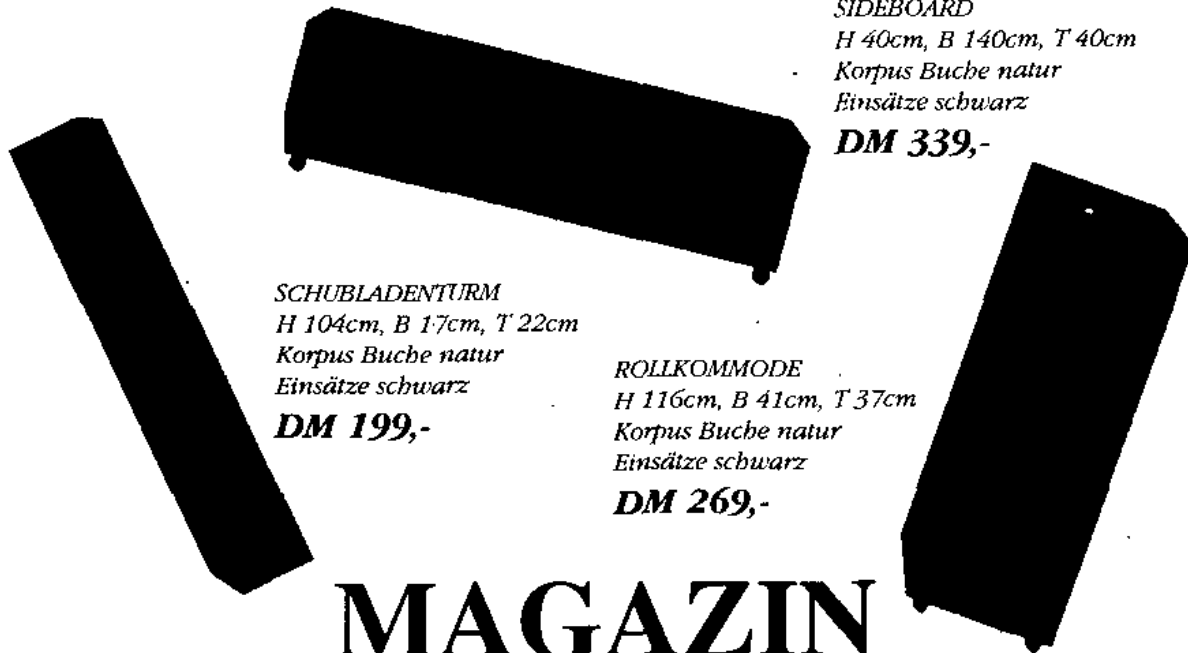 SIDEBOARD
H 40cm, B 140cm, T 40cm
Korpus Buche natur
Einsätze schwarz
DM 339,-
SCHUBLADENTURM
H 104cm, B 17cm, T 22cm
Korpus Buche natur
Einsätze schwarz
DM 199,-
ROLLKOMMODE
H 116cm, B 41cm, T 37cm
Korpus Buche natur
Einsätze schwarz
DM 269,-
MAGAZIN